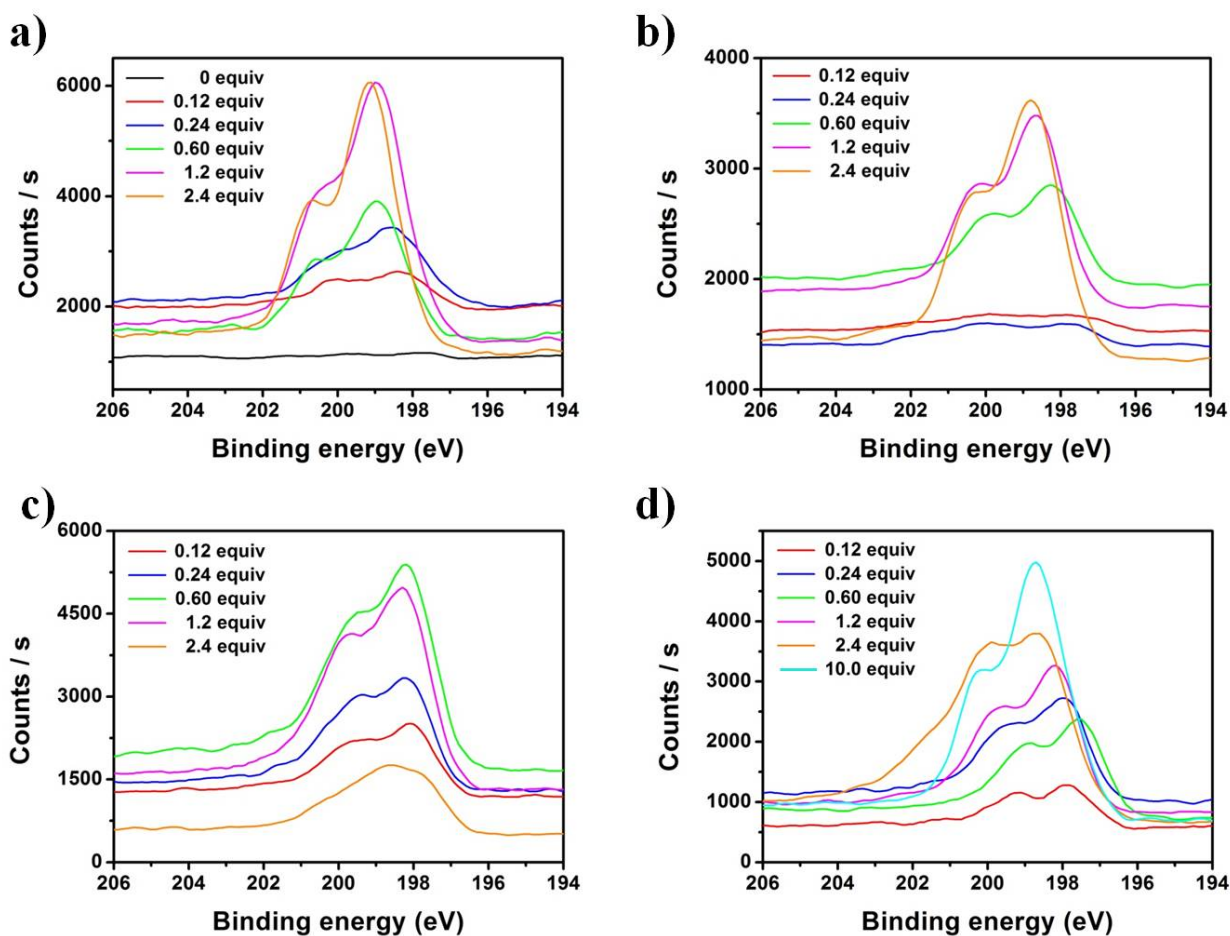 a)
Counts / s
6000
4000
2000
0 equiv
0.12 equiv
0.24 equiv
0.60 equiv
1.2 equiv
2.4 equiv
206 204 202 200 198 196 194
Binding energy (eV)
b)
Counts / s
4000
3000
2000
1000
0.12 equiv
0.24 equiv
0.60 equiv
1.2 equiv
2.4 equiv
206 204 202 200 198 196 194
Binding energy (eV)
c)
Counts / s
6000
4500
3000
1500
0
0.12 equiv
0.24 equiv
0.60 equiv
1.2 equiv
2.4 equiv
206 204 202 200 198 196 194
Binding energy (eV)
d)
Counts / s
5000
4000
3000
2000
1000
0
0.12 equiv
0.24 equiv
0.60 equiv
1.2 equiv
2.4 equiv
10.0 equiv
206 204 202 200 198 196 194
Binding energy (eV)